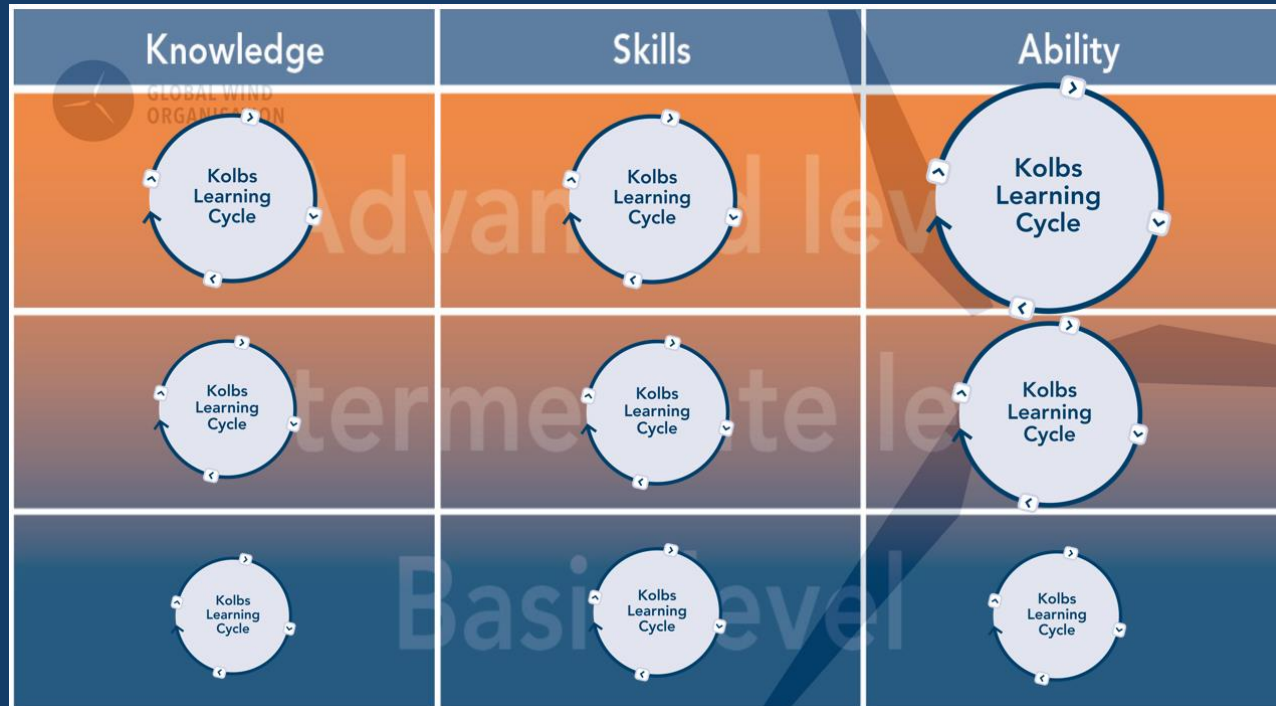 Knowledge
Skills
Ability
GLOBAL WIND
ORGANISATION
Advanced level
Kolbs
Learning
Cycle
Kolbs
Learning
Cycle
Kolbs
Learning
Cycle
Intermediate level
Kolbs
Learning
Cycle
Kolbs
Learning
Cycle
Kolbs
Learning
Cycle
Basic level
Kolbs
Learning
Cycle
Kolbs
Learning
Cycle
Kolbs
Learning
Cycle